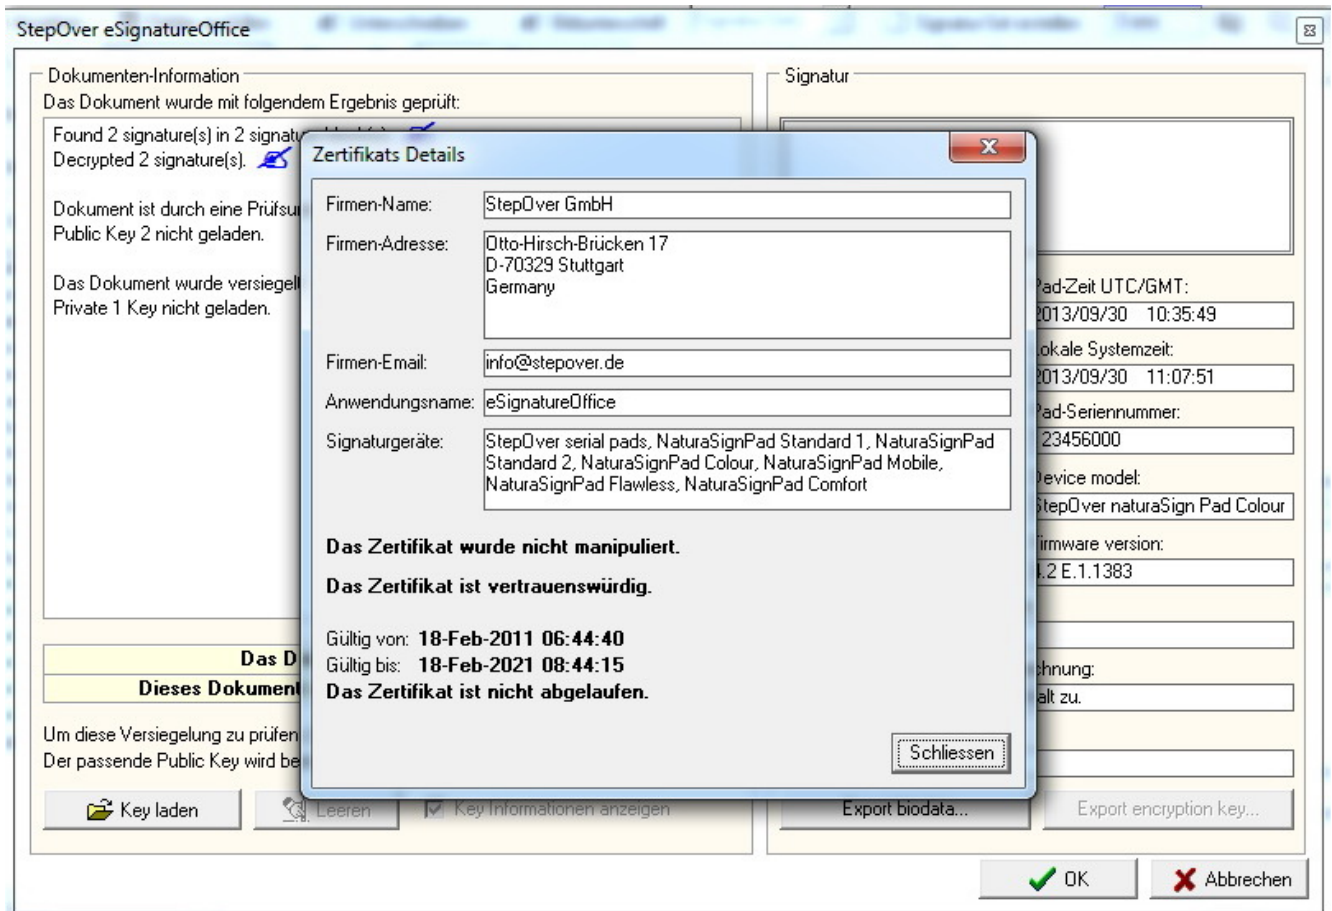 StepOver eSignatureOffice
Dokumenten-Information
Das Dokument wurde mit folgendem Ergebnis geprüft:
Found 2 signature(s) in 2
Decrypted 2 signature(s).
Dokument ist durch eine
Public Key 2 nicht geladen.
Das Dokument wurde
Private 1 Key nicht geladen.
Das
Dieses
Um diese Versiegelung zu prüfen
Der passende Public Key wird
Key laden
Leeren
Key Informationen anzeigen
Zertifikats Details
Firmen-Name:
StepOver GmbH
Firmen-Adresse:
Otto-Hirsch-Brücken 17
D-70329 Stuttgart
Germany
Firmen-Email:
info@stepover.de
Anwendungsname:
eSignatureOffice
Signaturgeräte:
StepOver serial pads, NaturaSignPad Standard 1, NaturaSignPad
Standard 2, NaturaSignPad Colour, NaturaSignPad Mobile,
NaturaSignPad Flawless, NaturaSignPad Comfort
Das Zertifikat wurde nicht manipuliert.
Das Zertifikat ist vertrauenswürdig.
Gültig von: 18-Feb-2011 06:44:40
Gültig bis: 18-Feb-2021 08:44:15
Das Zertifikat ist nicht abgelaufen.
Schliessen
Signatur
Pad-Zeit UTC/GMT:
2013/09/30 10:35:49
Lokale Systemzeit:
2013/09/30 11:07:51
Pad-Seriennummer:
23456000
Device model:
StepOver naturaSign Pad Colour
Firmware version:
4.2 E.1.1383
zu.
Export biodata...
Export encryption key...
OK
Abbrechen